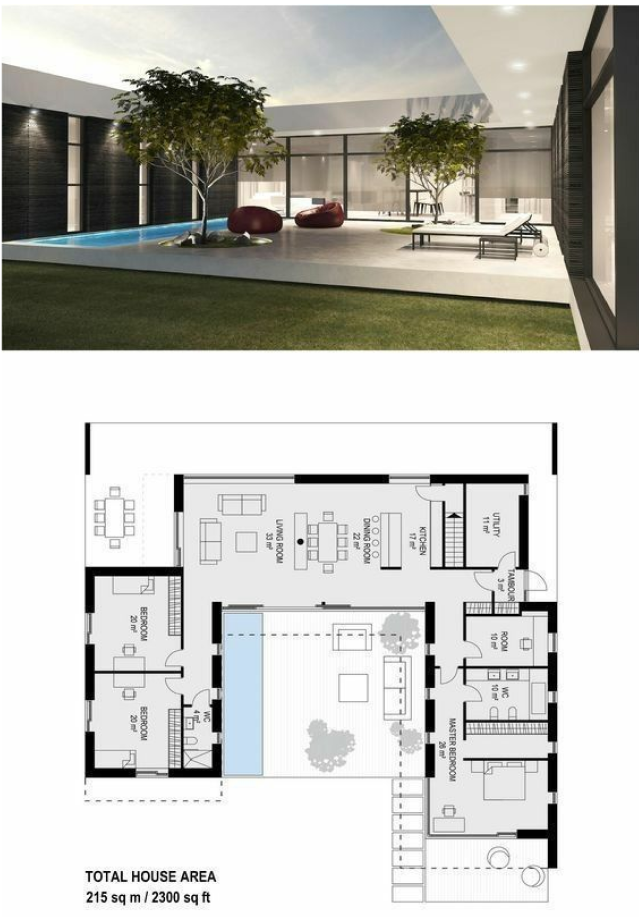 LIVING ROOM
33 m²
DINING ROOM
22 m²
KITCHEN
17 m²
UTILITY
11 m²
TAMBOUR
3 m²
BEDROOM
20 m²
ROOM
10 m²
WC
10 m²
BEDROOM
20 m²
WC
4 m²
MASTER BEDROOM
26 m²
TOTAL HOUSE AREA
215 sq m / 2300 sq ft